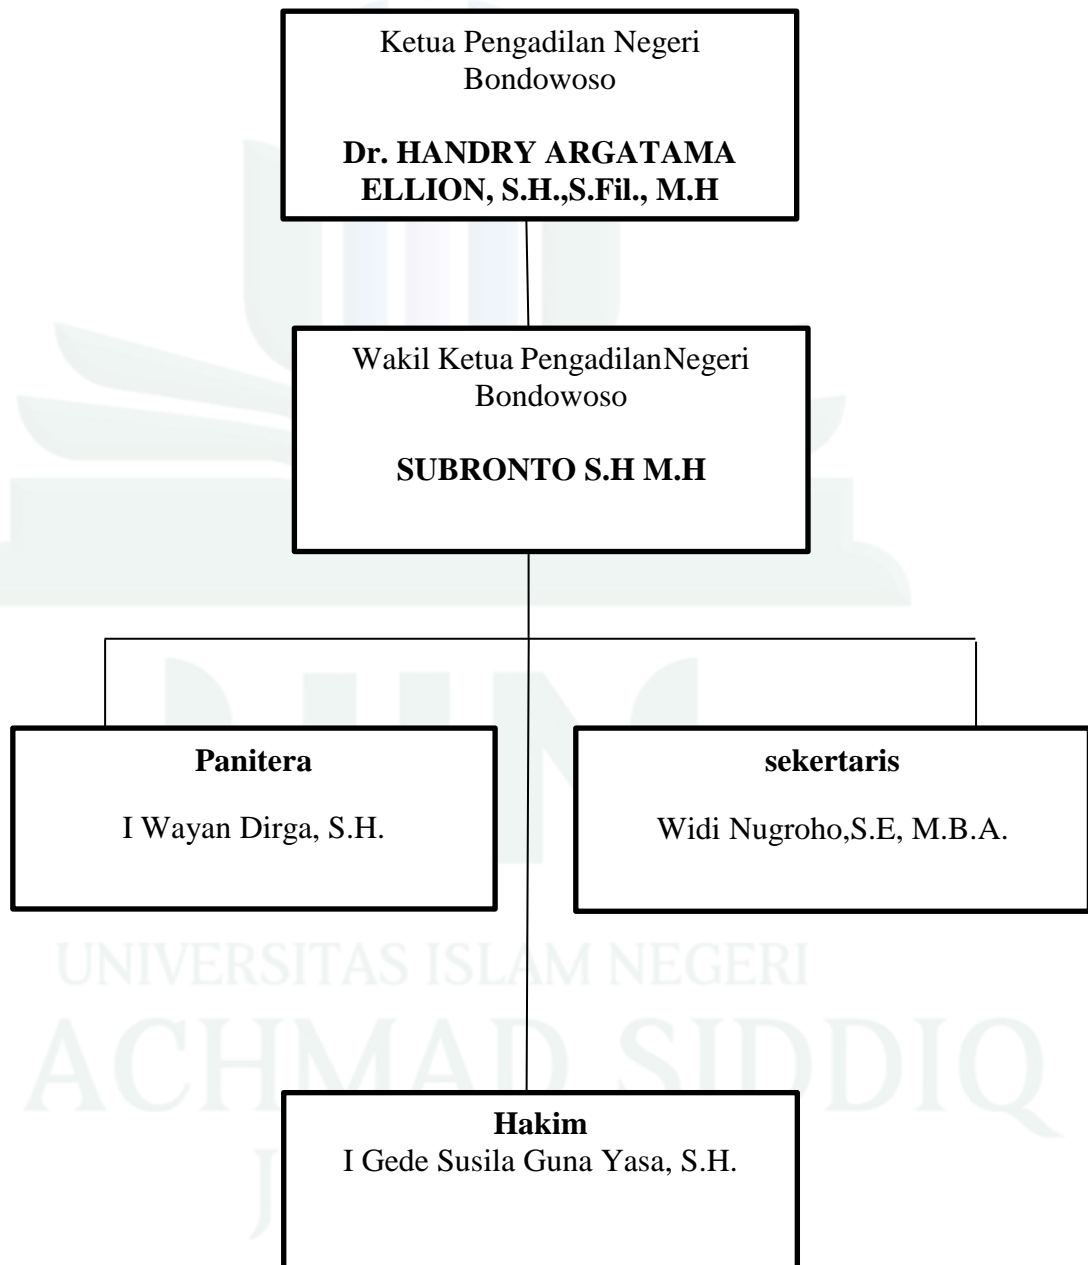 Ketua Pengadilan Negeri
Bondowoso
Dr. HANDRY ARGATAMA
ELLION, S.H.,S.Fil., M.H
Wakil Ketua PengadilanNegeri
Bondowoso
SUBRONTO S.H M.H
Panitera
I Wayan Dirga, S.H.
sekertaris
Widi Nugroho,S.E, M.B.A.
UNIVERSITAS ISLAM NEGERI
ACHMAD SIDDIQ
Hakim
I Gede Susila Guna Yasa, S.H.